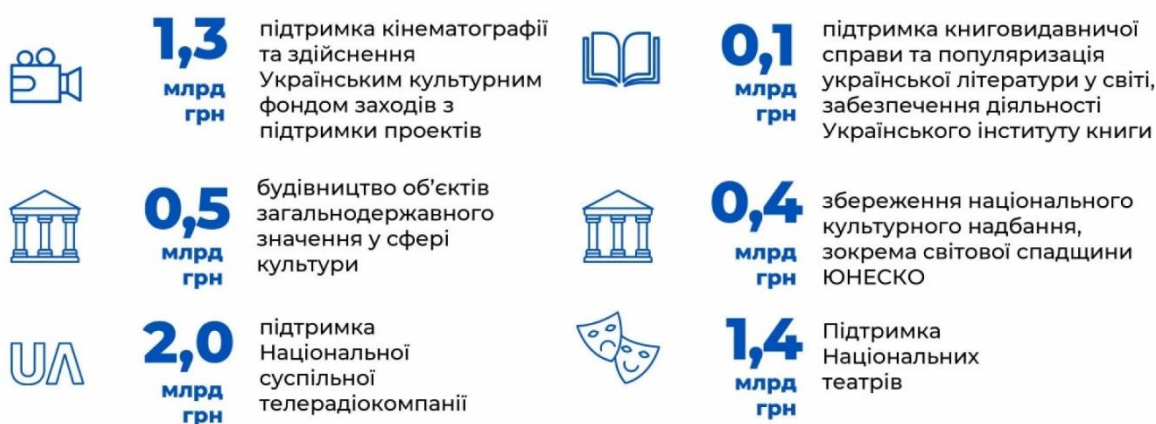 1,3
млрд
грн
підтримка кінематографії
та здійснення
Українським культурним
фондом заходів з
підтримки проектів
0,1
млрд
грн
підтримка книговидавничої
справи та популяризація
української літератури у світі,
забезпечення діяльності
Українського інституту книги
0,5
млрд
грн
будівництво об’єктів
загальнодержавного
значення у сфері
культури
0,4
млрд
грн
збереження національного
культурного надбання,
зокрема світової спадщини
ЮНЕСКО
UA
2,0
млрд
грн
підтримка
Національної
суспільної
телерадіокомпанії
1,4
млрд
грн
Підтримка
Національних
театрів